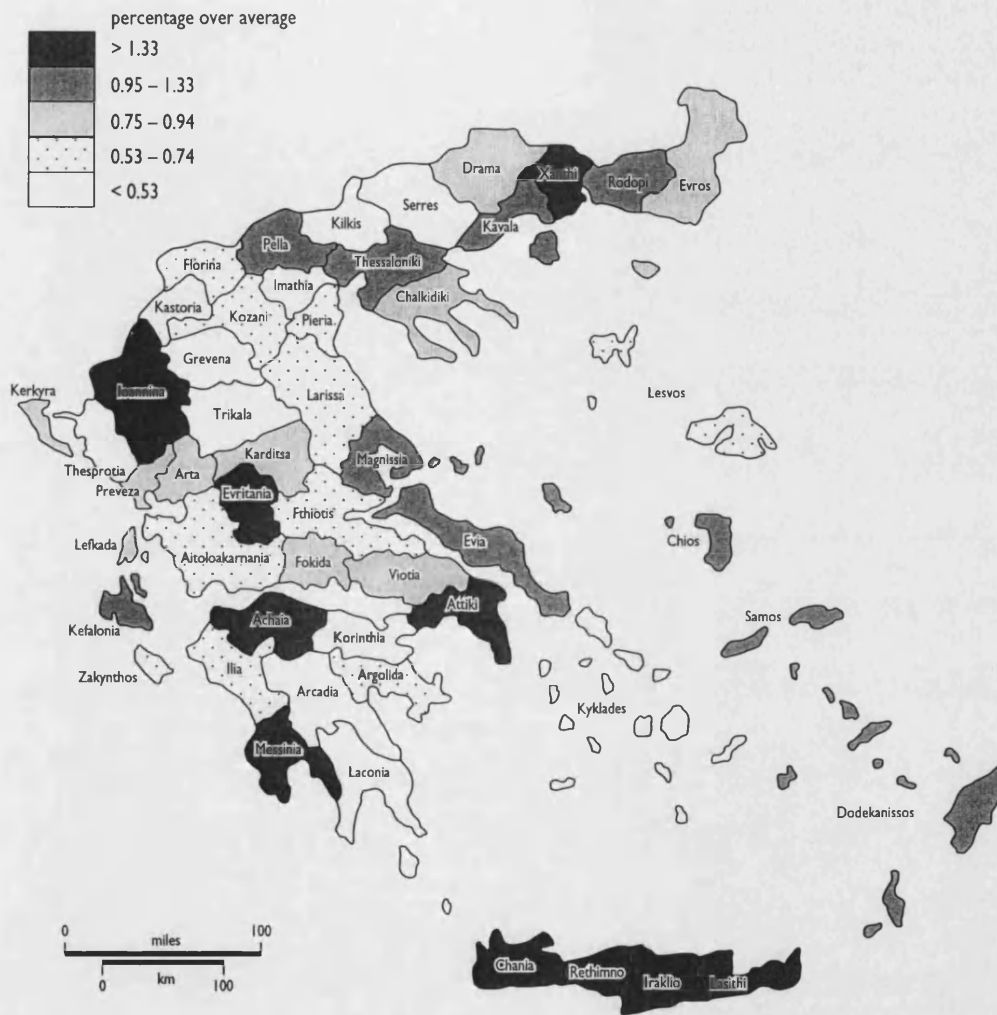 percentage over average
> 1.33
0.95 – 1.33
0.75 – 0.94
0.53 – 0.74
< 0.53
Drama
Xanthi
Rodopi
Evros
Serres
Kavala
Kilkis
Pella
Thessaloniki
Florina
Imathia
Chalkidiki
Kastoria
Kozani
Pieria
Grevena
Ioannina
Kerkyra
Larissa
Lesvos
Trikala
Thesprotia
Karditsa
Magnissia
Arta
Preveza
Evritania
Fthiotis
Lefkada
Aitoloakarnania
Fokida
Viotia
Evia
Chios
Attiki
Achaia
Kefalonia
Korinthia
Samos
Zakynthos
Ilia
Argolida
Arcadia
Kyklades
Messinia
Laconia
Dodekanissos
0 100
miles
0 km 100
Chania
Rethimno
Iraklio
Lasithi